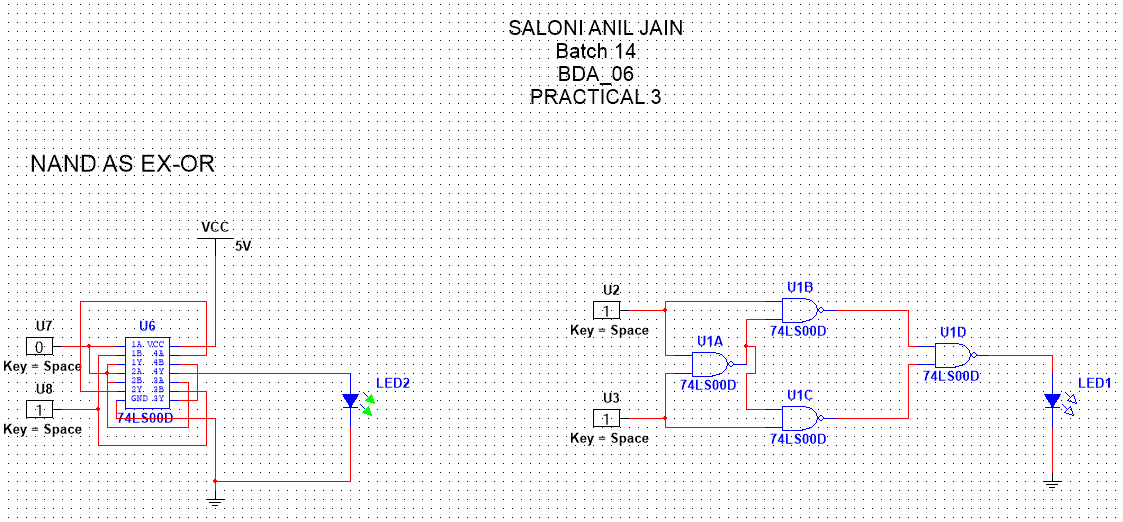 SALONI ANIL JAIN
Batch 14
BDA_06
PRACTICAL 3
NAND AS EX-OR
VCC
5V
U7
0
Key = Space
U8
1
Key = Space
U6
1A. VCC
1B. .4A
1Y. .4B
2A. .4Y
2B. .3A
2Y. .3B
GND .3Y
74LS00D
LED2
U2
1
Key = Space
U3
1
Key = Space
U1A
74LS00D
U1B
74LS00D
U1C
74LS00D
U1D
74LS00D
LED1